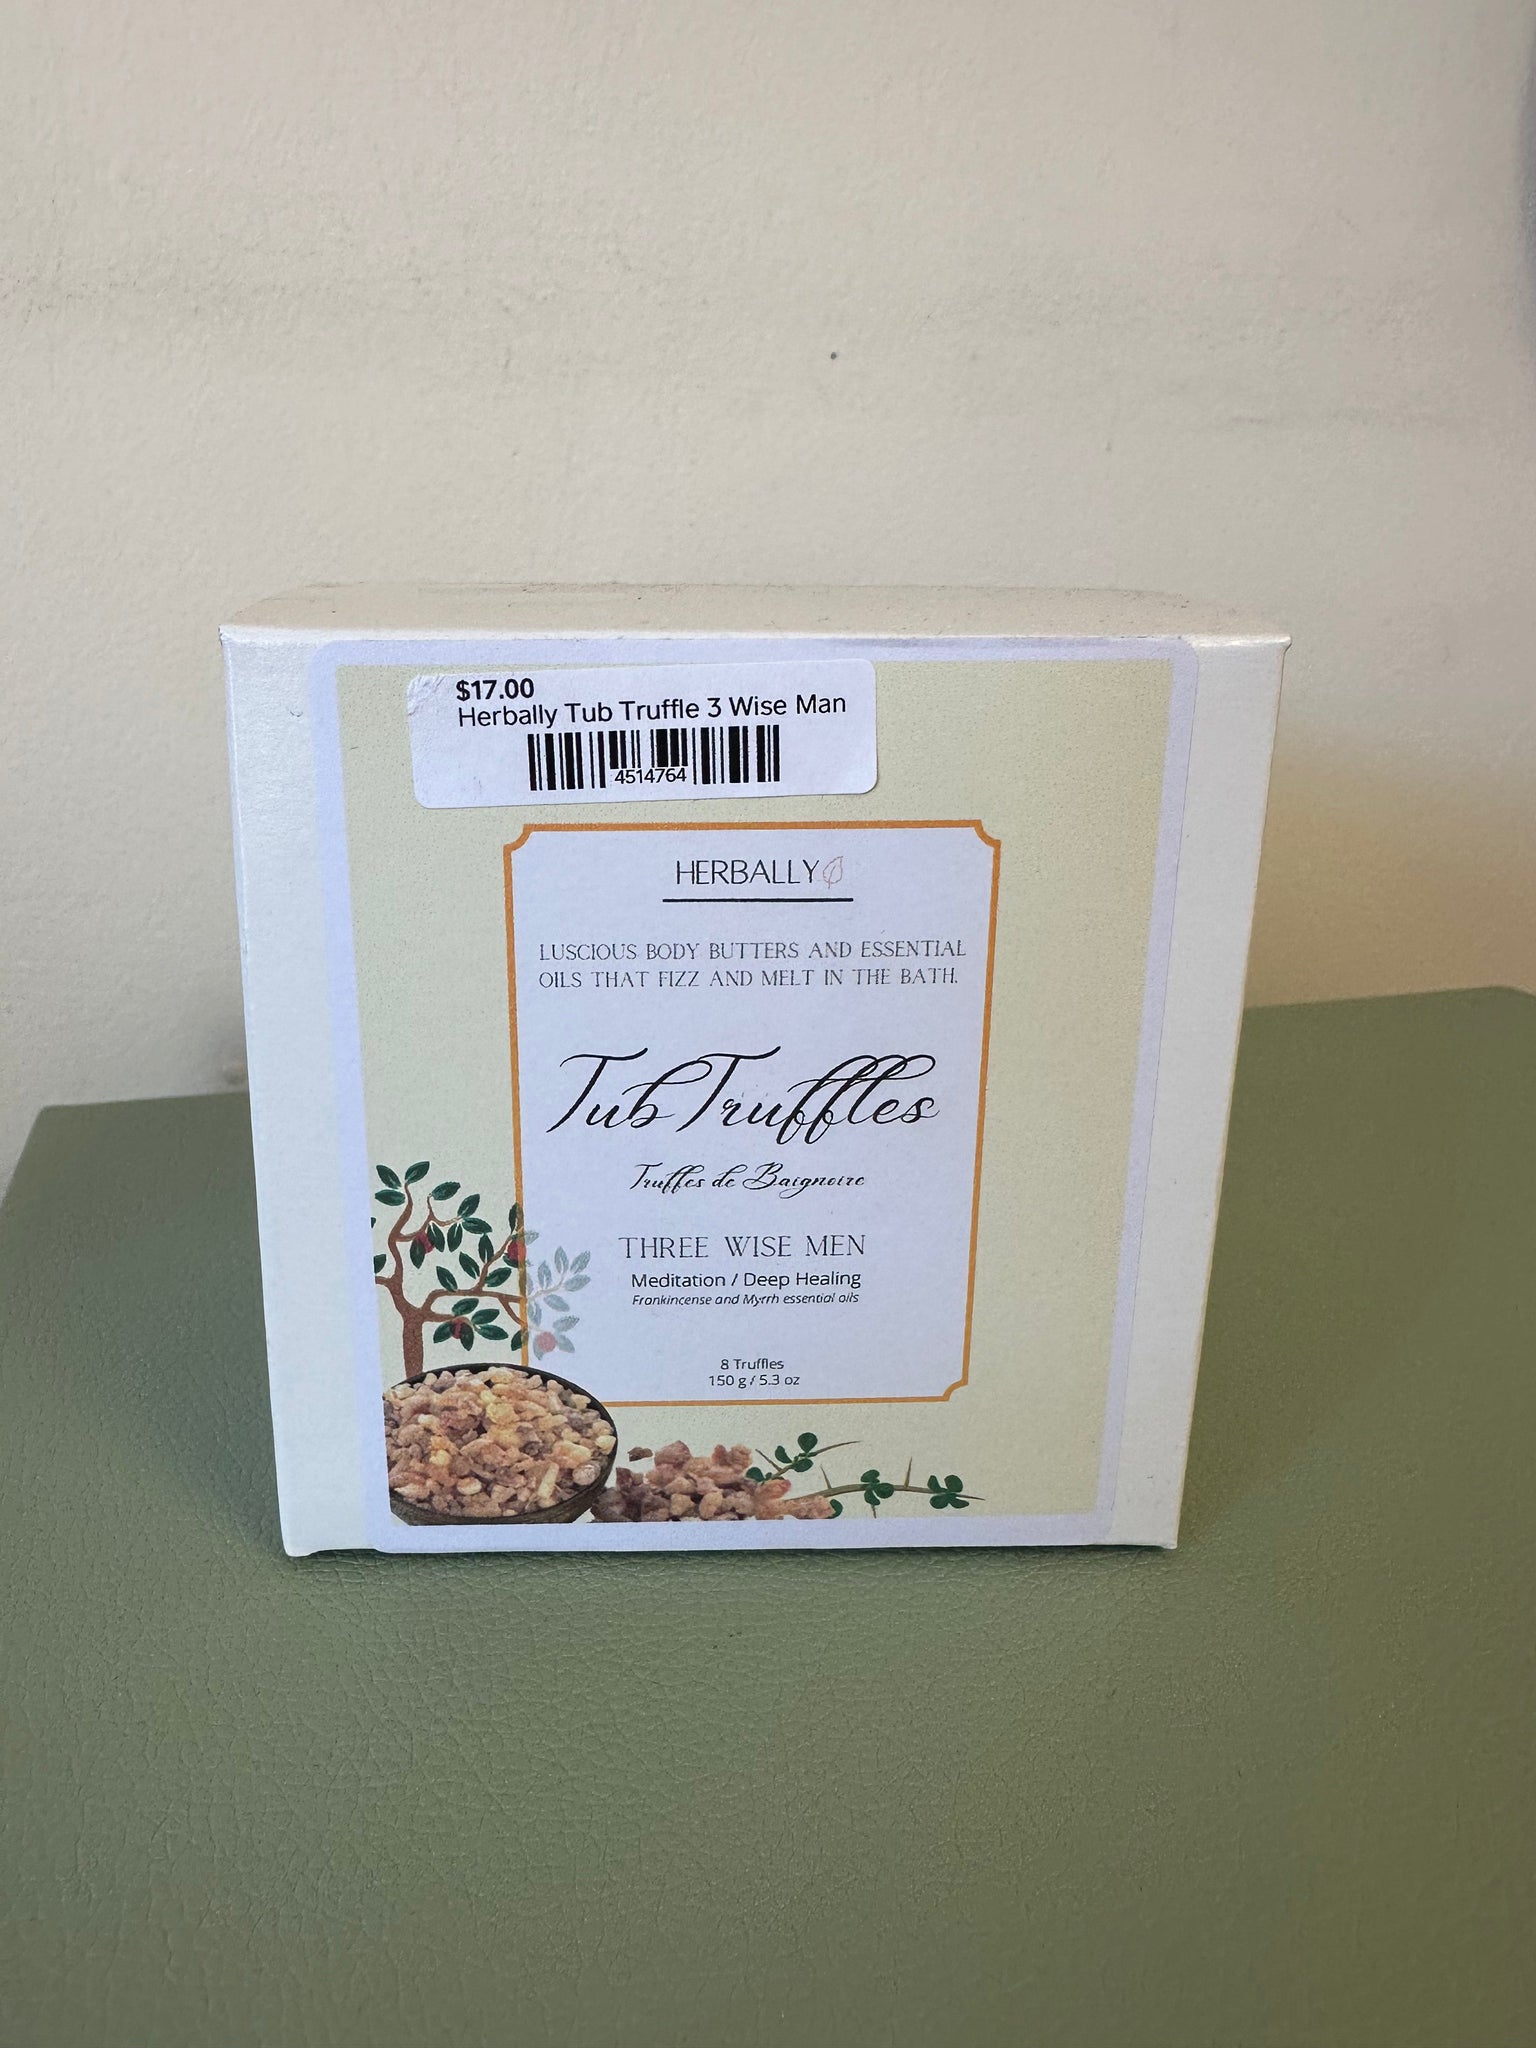 $17.00
Herbally Tub Truffle 3 Wise Man
4514764
HERBALLY
LUSCIOUS BODY BUTTERS AND ESSENTIAL
OILS THAT FIZZ AND MELT IN THE BATH.
Tub Truffles
Truffes de Baignoire
THREE WISE MEN
Meditation / Deep Healing
Frankincense and Myrrh essential oils
8 Truffles
150 g / 5.3 oz